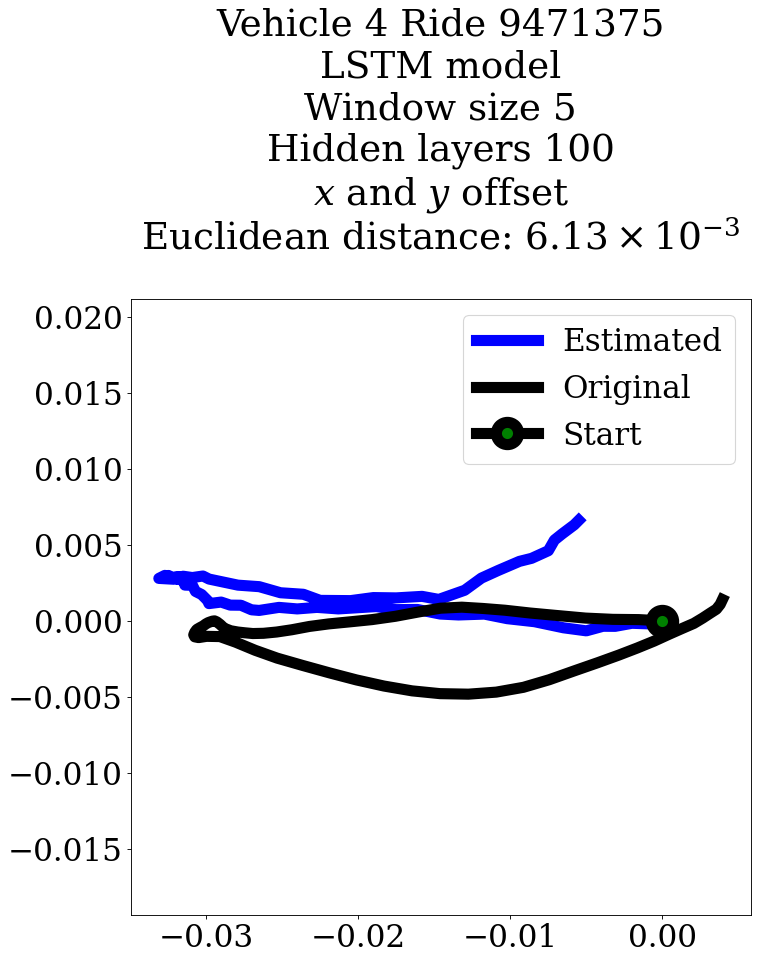 Vehicle 4 Ride 9471375
LSTM model
Window size 5
Hidden layers 100
x and y offset
Euclidean distance: 6.13 × 10⁻³
Estimated
Original
Start
0.020
0.015
0.010
0.005
0.000
−0.005
−0.010
−0.015
−0.03 −0.02 −0.01 0.00